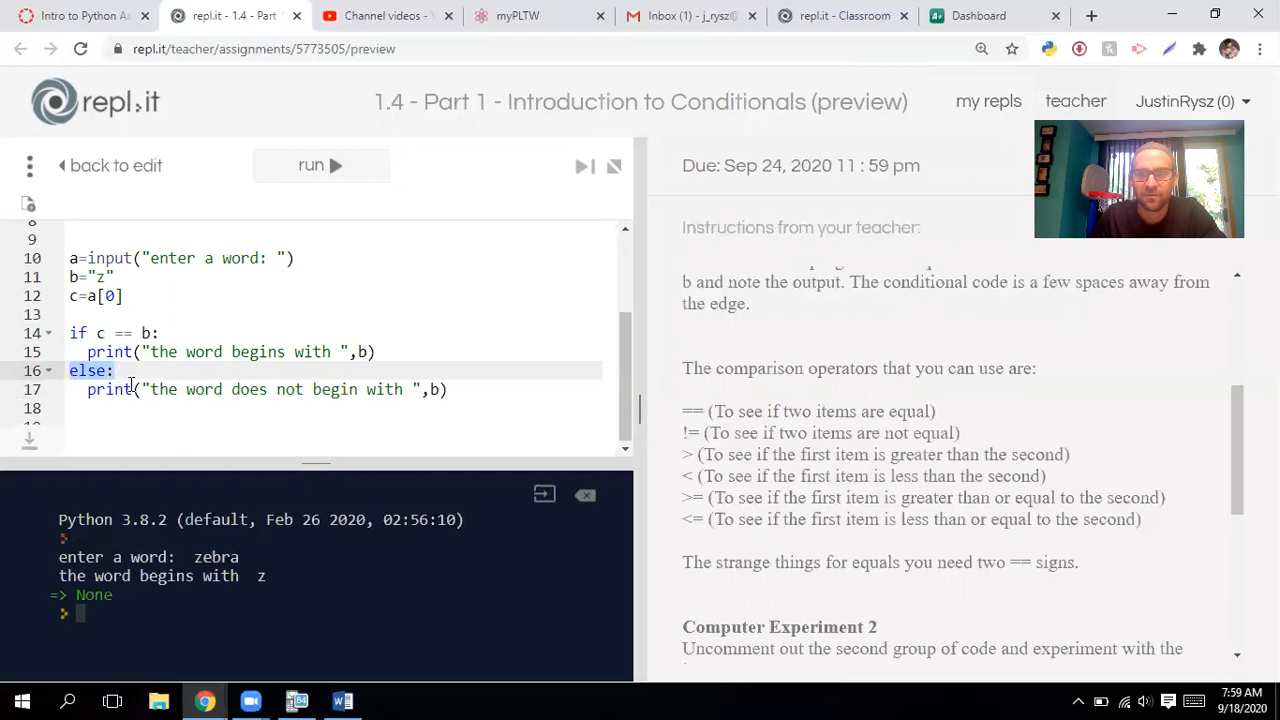 Intro to Python A
repl.it - 1.4 - Part
Channel videos - Y
myPLTW
Inbox (1) - j_rysz@
repl.it - Classroom
Dashboard
repl.it/teacher/assignments/5773505/preview
repl.it
1.4 - Part 1 - Introduction to Conditionals (preview)
my repls
teacher
JustinRysz (0)
back to edit
run
Due: Sep 24, 2020 11 : 59 pm
Instructions from your teacher:
9
10 a=input("enter a word: ")
11 b="z"
12 c=a[0]
13
14 if c == b:
15 print("the word begins with ",b)
16 else:
17 print("the word does not begin with ",b)
18
b and note the output. The conditional code is a few spaces away from
the edge.
The comparison operators that you can use are:
== (To see if two items are equal)
!= (To see if two items are not equal)
> (To see if the first item is greater than the second)
< (To see if the first item is less than the second)
>= (To see if the first item is greater than or equal to the second)
<= (To see if the first item is less than or equal to the second)
The strange things for equals you need two == signs.
Computer Experiment 2
Uncomment out the second group of code and experiment with the
Python 3.8.2 (default, Feb 26 2020, 02:56:10)
enter a word: zebra
the word begins with z
=> None
7:59 AM
9/18/2020